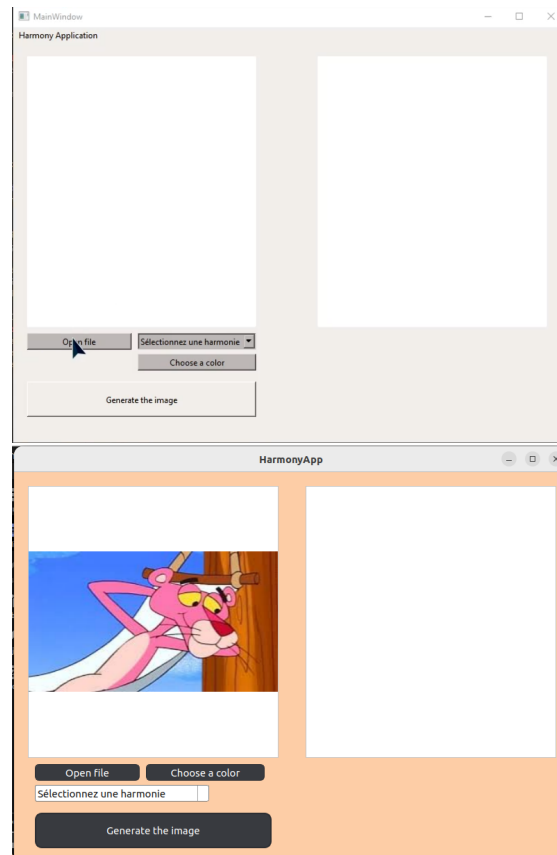 MainWindow
Harmony Application
Open file
Sélectionnez une harmonie
Choose a color
Generate the image
HarmonyApp
Open file
Choose a color
Sélectionnez une harmonie
Generate the image